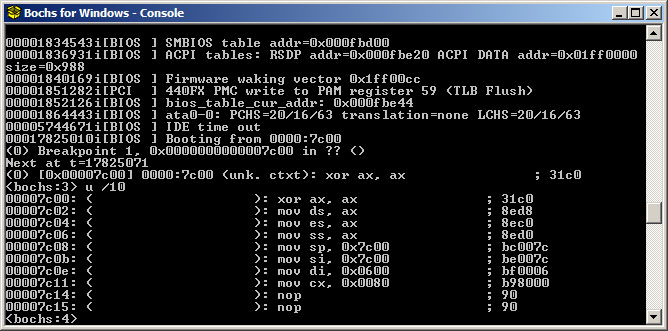 Bochs for Windows - Console
00001834543i[BIOS ] SMBIOS table addr=0x000fbd00
00001836931i[BIOS ] ACPI tables: RSDP addr=0x000fbe20 ACPI DATA addr=0x01ff0000
size=0x988
00001840169i[BIOS ] Firmware waking vector 0x1ff00cc
00001851282i[PCI  ] 440FX PMC write to PAM register 59 (TLB Flush)
00001852126i[BIOS ] bios_table_cur_addr: 0x000fbe44
00001864443i[BIOS ] ata0-0: PCHS=20/16/63 translation=none LCHS=20/16/63
00005744671i[BIOS ] IDE time out
00017825010i[BIOS ] Booting from 0000:7c00
(0) Breakpoint 1, 0x0000000000007c00 in ?? ()
Next at t=17825071
(0) [0x00007c00] 0000:7c00 (unk. ctxt): xor ax, ax                ; 31c0
<bochs:3> u /10
00007c00: (                    ): xor ax, ax                ; 31c0
00007c02: (                    ): mov ds, ax                ; 8ed8
00007c04: (                    ): mov es, ax                ; 8ec0
00007c06: (                    ): mov ss, ax                ; 8ed0
00007c08: (                    ): mov sp, 0x7c00            ; bc007c
00007c0b: (                    ): mov si, 0x7c00            ; be007c
00007c0e: (                    ): mov di, 0x0600            ; bf0006
00007c11: (                    ): mov cx, 0x0080            ; b98000
00007c14: (                    ): nop                       ; 90
00007c15: (                    ): nop                       ; 90
<bochs:4>